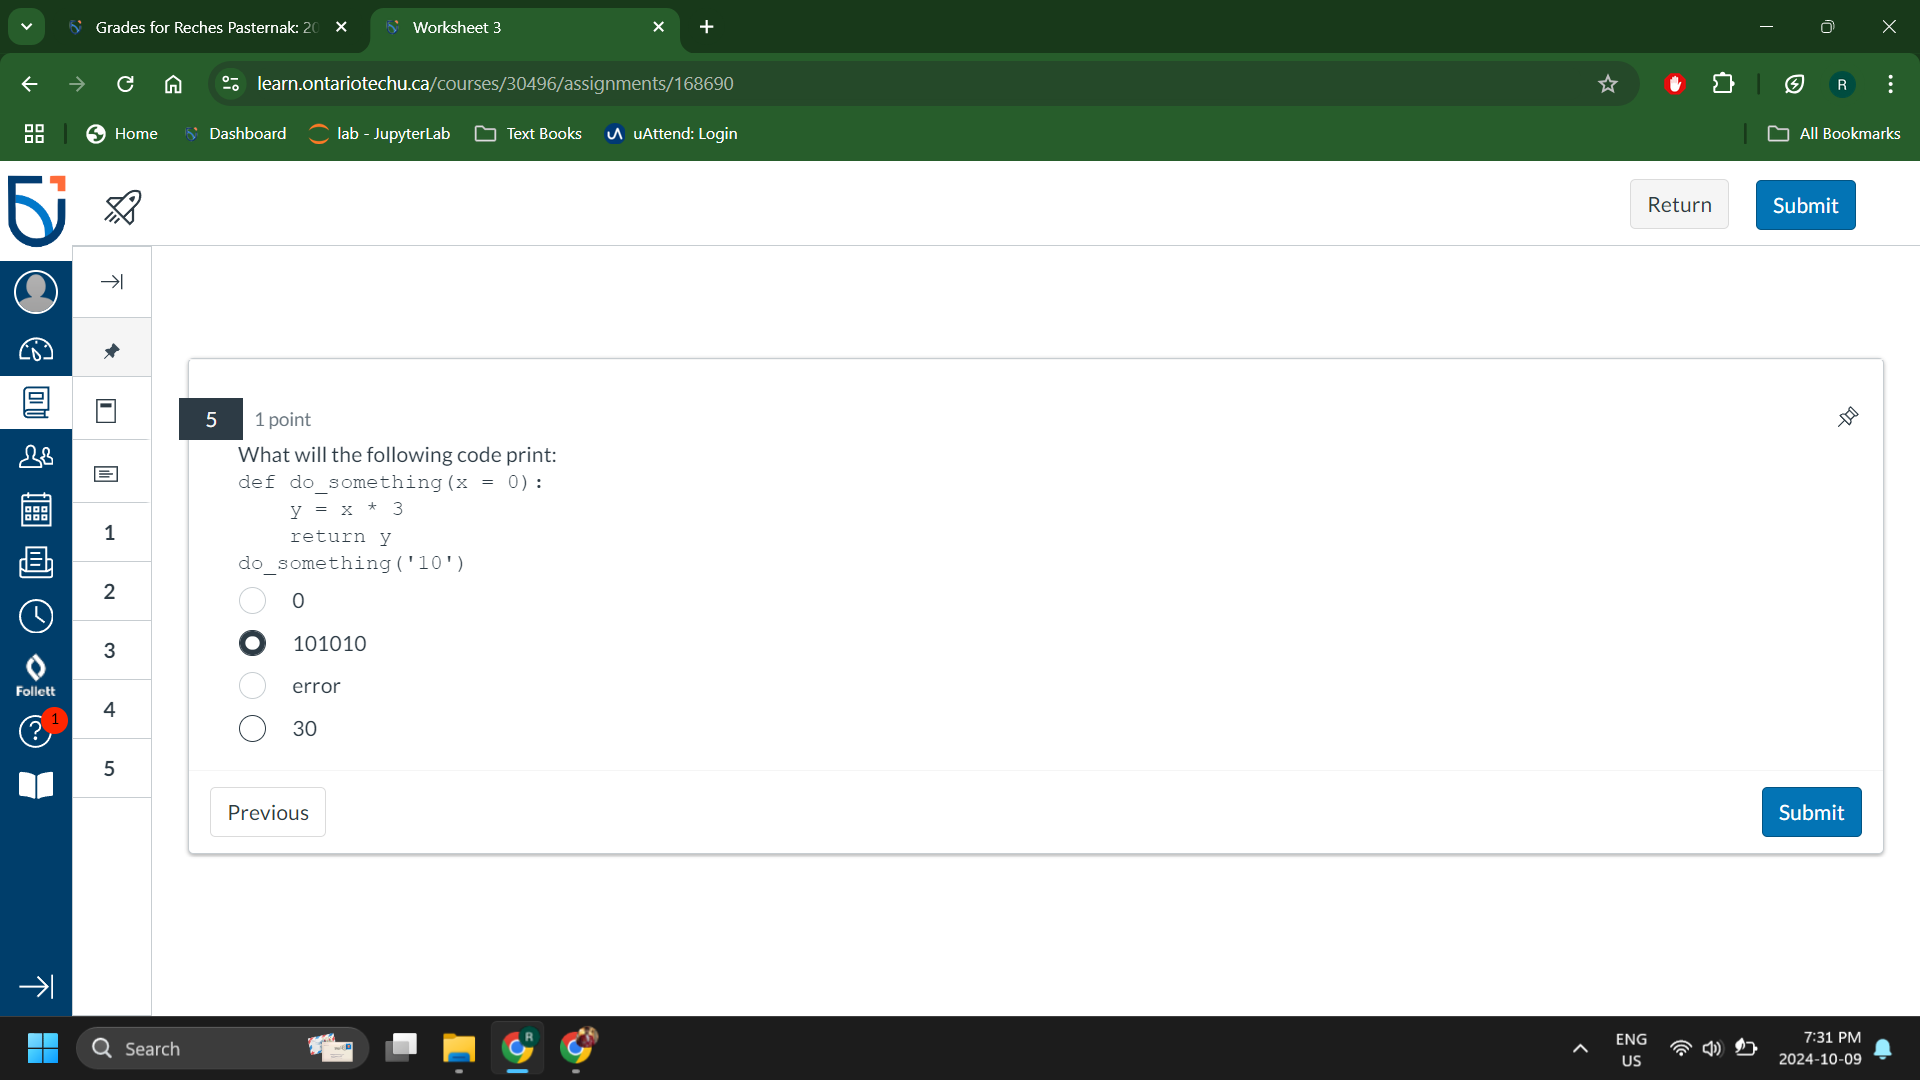 Grades for Reches Pasternak: 20
Worksheet 3
learn.ontariotechu.ca/courses/30496/assignments/168690
R
Home
Dashboard
lab - JupyterLab
Text Books
uAttend: Login
All Bookmarks
Return
Submit
5
1 point
What will the following code print:
def do_something(x = 0):
    y = x * 3
    return y
do_something('10')
0
101010
error
30
Previous
Submit
1
2
3
4
5
Follett
1
?
Search
R
ENG
US
7:31 PM
2024-10-09